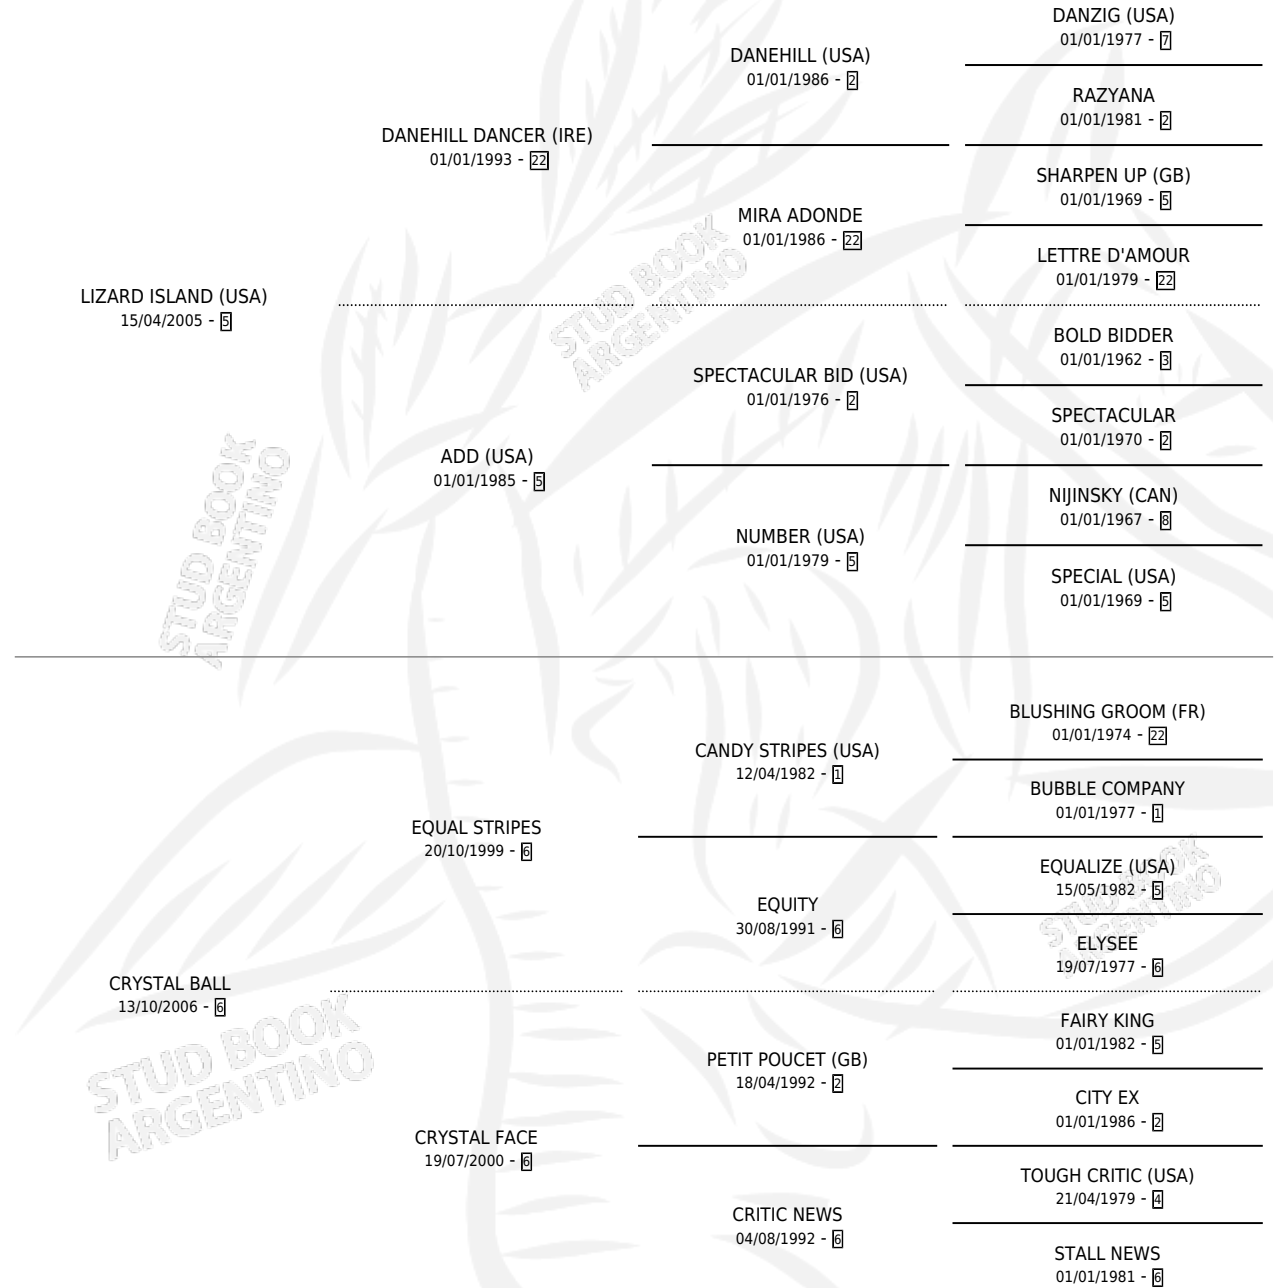 DANZIG (USA)
01/01/1977 - 7
DANEHILL (USA)
01/01/1986 - 2
RAZYANA
01/01/1981 - 2
DANEHILL DANCER (IRE)
01/01/1993 - 22
SHARPEN UP (GB)
01/01/1969 - 5
MIRA ADONDE
01/01/1986 - 22
LETTRE D'AMOUR
01/01/1979 - 22
LIZARD ISLAND (USA)
15/04/2005 - 5
STUD BOOK
ARGENTINO
BOLD BIDDER
01/01/1962 - 3
SPECTACULAR BID (USA)
01/01/1976 - 2
SPECTACULAR
01/01/1970 - 2
ADD (USA)
01/01/1985 - 5
STUD BOOK
ARGENTINO
NIJINSKY (CAN)
01/01/1967 - 8
NUMBER (USA)
01/01/1979 - 5
SPECIAL (USA)
01/01/1969 - 5
BLUSHING GROOM (FR)
01/01/1974 - 22
CANDY STRIPES (USA)
12/04/1982 - 1
BUBBLE COMPANY
01/01/1977 - 1
EQUAL STRIPES
20/10/1999 - 6
EQUALIZE (USA)
15/05/1982 - 5
STUD BOOK
ARGENTINO
EQUITY
30/08/1991 - 6
ELYSEE
19/07/1977 - 6
CRYSTAL BALL
13/10/2006 - 6
STUD BOOK
ARGENTINO
FAIRY KING
01/01/1982 - 5
PETIT POUCET (GB)
18/04/1992 - 2
CITY EX
01/01/1986 - 2
CRYSTAL FACE
19/07/2000 - 6
TOUGH CRITIC (USA)
21/04/1979 - 4
CRITIC NEWS
04/08/1992 - 6
STALL NEWS
01/01/1981 - 6